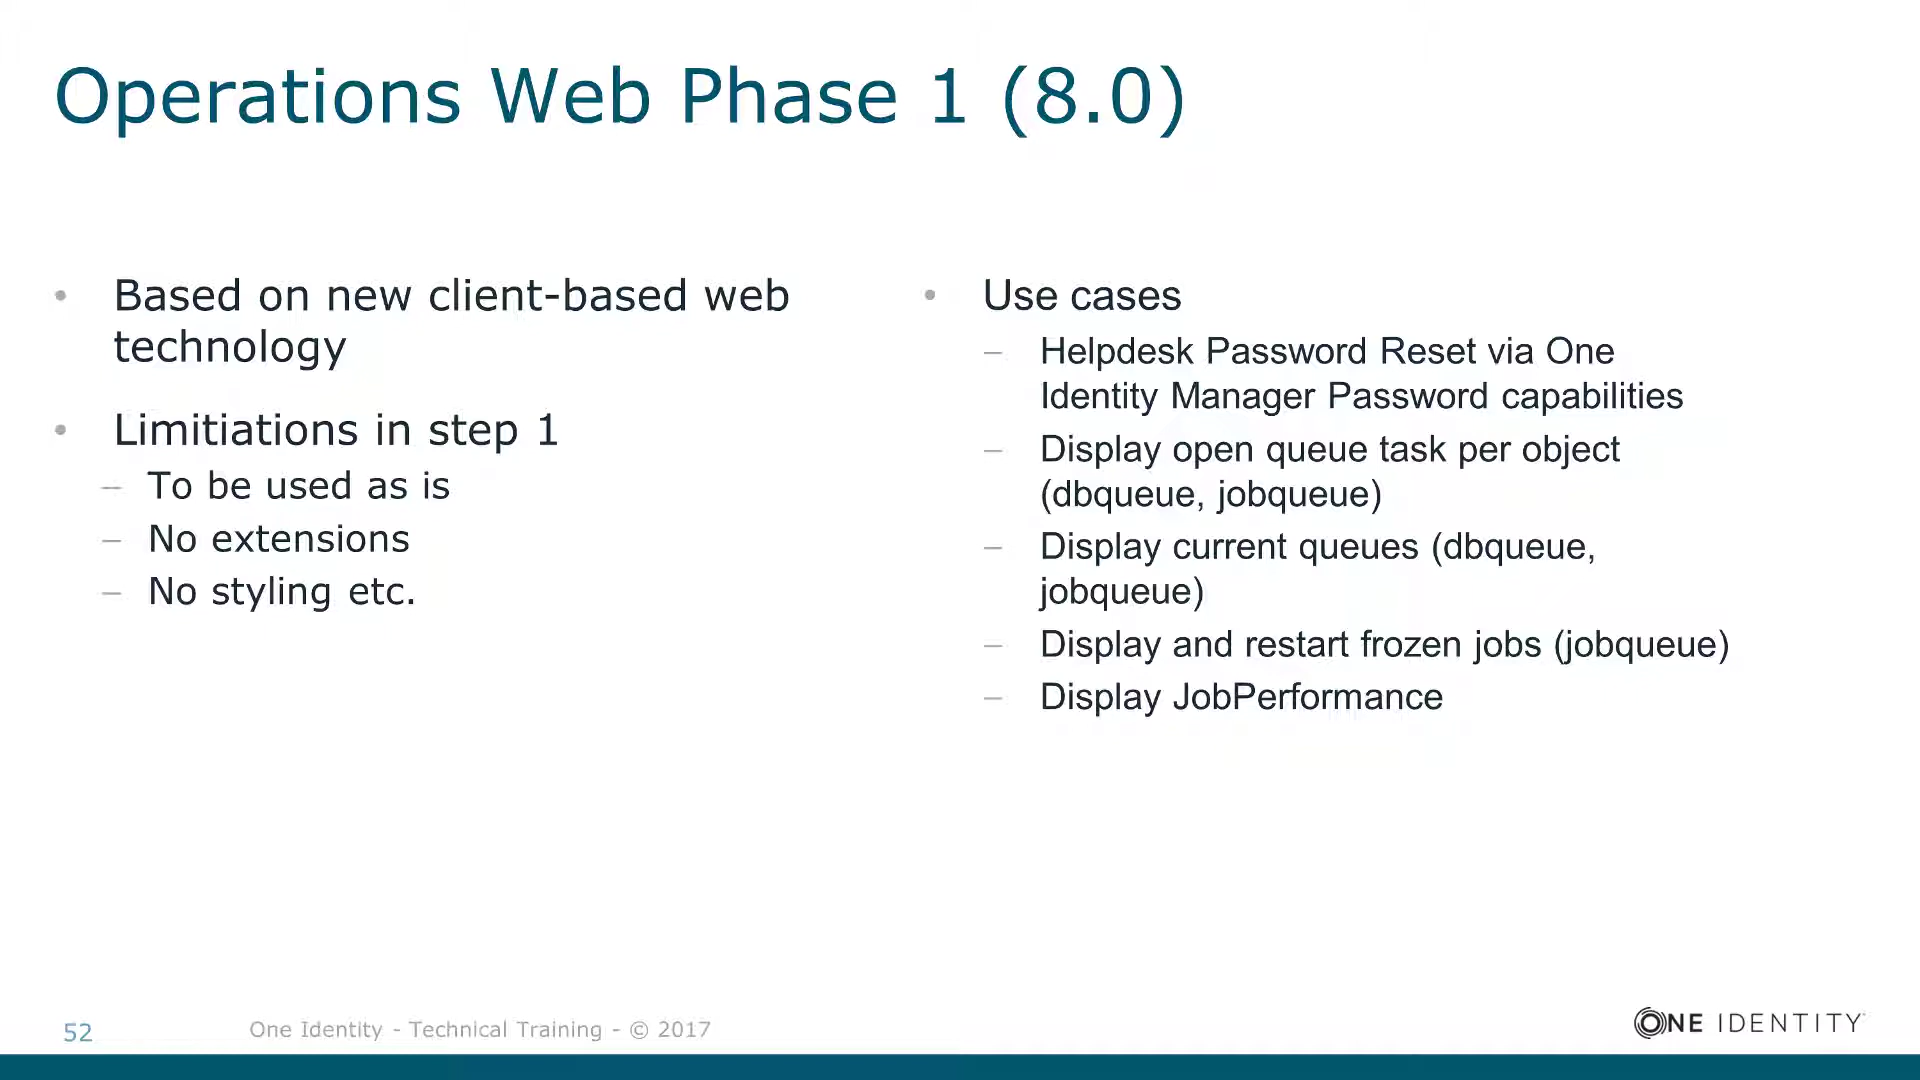 Operations Web Phase 1 (8.0)
• Based on new client-based web
technology
• Limitiations in step 1
– To be used as is
– No extensions
– No styling etc.
• Use cases
– Helpdesk Password Reset via One
Identity Manager Password capabilities
– Display open queue task per object
(dbqueue, jobqueue)
– Display current queues (dbqueue,
jobqueue)
– Display and restart frozen jobs (jobqueue)
– Display JobPerformance
52
One Identity - Technical Training - © 2017
ONE IDENTITY